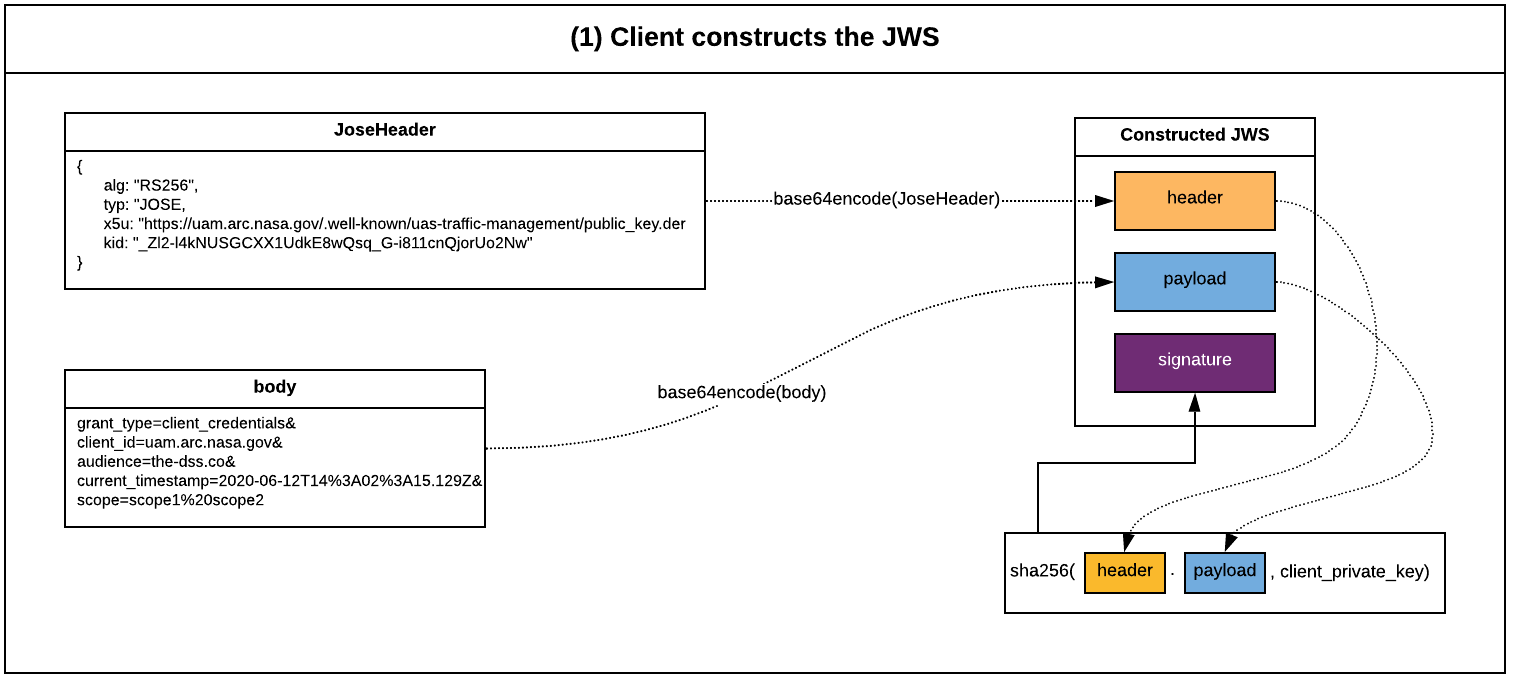 (1) Client constructs the JWS
JoseHeader
{
alg: "RS256",
typ: "JOSE,
x5u: "https://uam.arc.nasa.gov/.well-known/uas-traffic-management/public_key.der
kid: "_Zl2-l4kNUSGCXX1UdkE8wQsq_G-i811cnQjorUo2Nw"
}
base64encode(JoseHeader)
Constructed JWS
header
payload
signature
body
grant_type=client_credentials&
client_id=uam.arc.nasa.gov&
audience=the-dss.co&
current_timestamp=2020-06-12T14%3A02%3A15.129Z&
scope=scope1%20scope2
base64encode(body)
sha256( header . payload , client_private_key)